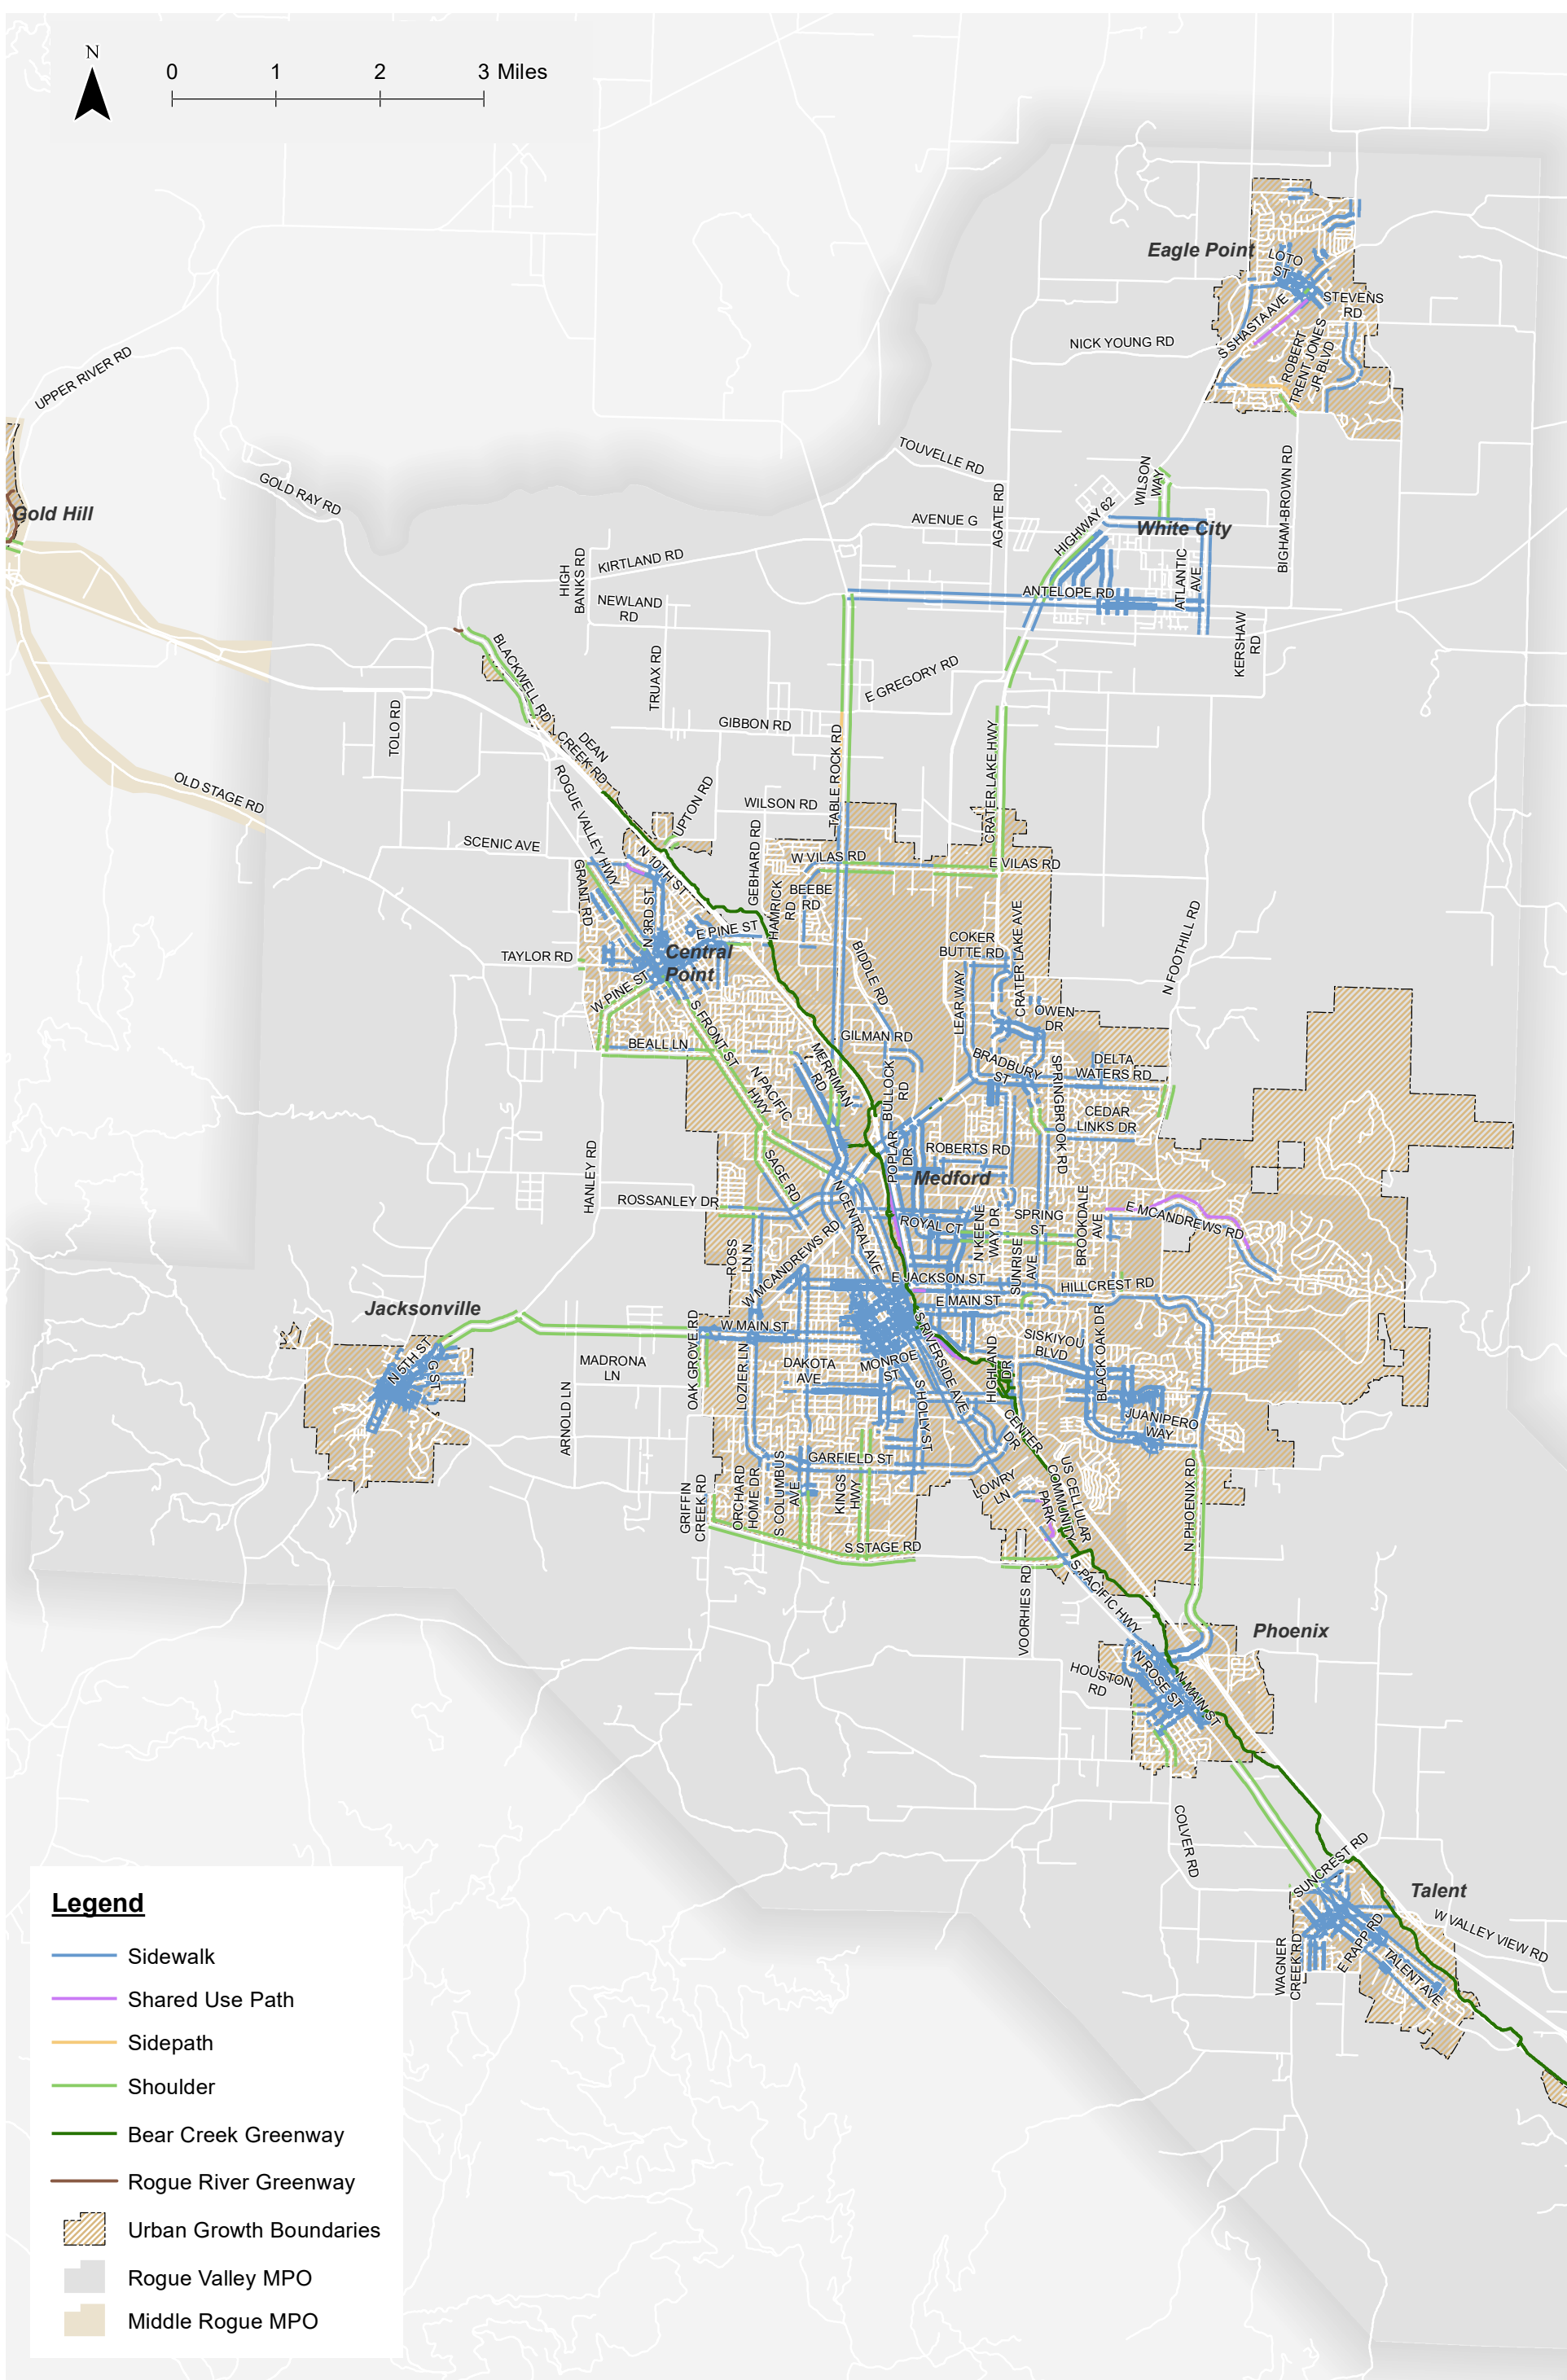 N
0 1 2 3 Miles
Eagle Point
LOTO
ST
STEVENS
RD
S SHASTA AVE
ROBERT
TRENT JONES
JR BLVD
NICK YOUNG RD
UPPER RIVER RD
TOUVELLE RD
GOLD RAY RD
Gold Hill
WILSON
WAY
BIGHAM-BROWN RD
AGATE RD
AVENUE G
HIGHWAY 62
White City
HIGH
BANKS RD
KIRTLAND RD
ATLANTIC
AVE
ANTELOPE RD
NEWLAND
RD
KERSHAW
RD
BLACKWELL RD
TRUAX RD
E GREGORY RD
TOLO RD
GIBBON RD
DEAN
CREEK RD
TABLE ROCK RD
CRATER LAKE HWY
OLD STAGE RD
ROGUE VALLEY HWY
UPTON RD
WILSON RD
SCENIC AVE
N 10TH ST
GEBHARD RD
W VILAS RD
E VILAS RD
GRANT RD
N 3RD ST
HAMRICK
RD
BEEBE
RD
CRATER LAKE AVE
N FOOTHILL RD
E PINE ST
Central
Point
TAYLOR RD
COKER
BUTTE RD
BIDDLE RD
LEAR WAY
W PINE ST
OWEN
DR
S FRONT ST
BEALL LN
GILMAN RD
MERRIMAN
RD
BRADBURY
ST
DELTA
WATERS RD
N PACIFIC
HWY
BULLOCK
RD
SPRINGBROOK RD
CEDAR
LINKS DR
HANLEY RD
SAGE RD
POPLAR
DR
ROBERTS RD
Medford
ROSSANLEY DR
N CENTRAL AVE
ROYAL CT
N KEENE
WAY DR
SPRING
ST
BROOKDALE
AVE
E MCANDREWS RD
ROSS
LN N
W MCANDREWS RD
SUNRISE
AVE
E JACKSON ST
HILLCREST RD
E MAIN ST
Jacksonville
OAK GROVE RD
W MAIN ST
S RIVERSIDE AVE
SISKIYOU
BLVD
BLACK OAK DR
N 5TH ST
G ST
MADRONA
LN
LOZIER LN
DAKOTA
AVE
MONROE
ST
HIGHLAND
DR
ARNOLD LN
S HOLLY ST
JUANIPERO
WAY
CENTER
DR
GARFIELD ST
GRIFFIN
CREEK RD
ORCHARD
HOME DR
S COLUMBUS
AVE
KINGS
HWY
LOWRY
LN
US CELLULAR
COMMUNITY
PARK
N PHOENIX RD
S STAGE RD
VOORHIES RD
S PACIFIC HWY
Phoenix
HOUSTON
RD
N ROSE ST
N MAIN ST
COLVER RD
SUNCREST RD
Talent
W VALLEY VIEW RD
WAGNER
CREEK RD
E RAPP RD
TALENT AVE
Legend
Sidewalk
Shared Use Path
Sidepath
Shoulder
Bear Creek Greenway
Rogue River Greenway
Urban Growth Boundaries
Rogue Valley MPO
Middle Rogue MPO